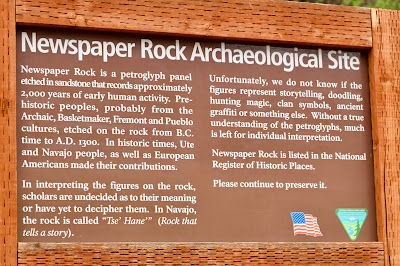 Newspaper Rock Archaeological Site
Newspaper Rock is a petroglyph panel
etched in sandstone that records approximately
2,000 years of early human activity. Pre-
historic peoples, probably from the
Archaic, Basketmaker, Fremont and Pueblo
cultures, etched on the rock from B.C.
time to A.D. 1300. In historic times, Ute
and Navajo people, as well as European
Americans made their contributions.
In interpreting the figures on the rock,
scholars are undecided as to their meaning
or have yet to decipher them. In Navajo,
the rock is called "Tse' Hane'" (Rock that
tells a story).
Unfortunately, we do not know if the
figures represent storytelling, doodling,
hunting magic, clan symbols, ancient
graffiti or something else. Without a true
understanding of the petroglyphs, much
is left for individual interpretation.
Newspaper Rock is listed in the National
Register of Historic Places.
Please continue to preserve it.